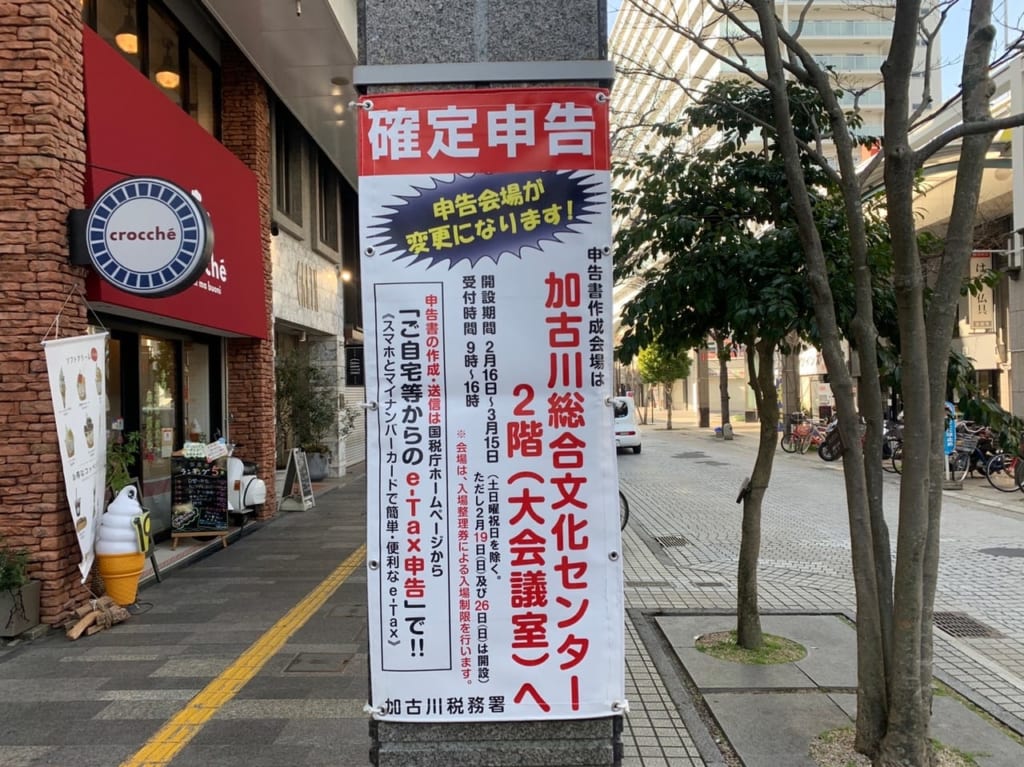 確定申告
申告会場が
変更になります!
申告書作成会場は
加古川総合文化センター
2階(大会議室)へ
開設期間 2月16日～3月15日
(土日曜祝日を除く。
ただし2月19日(日)及び26日(日)は開設)
受付時間 9時～16時
※会場は、入場整理券による入場制限を行います。
申告書の作成・送信は国税庁ホームページから
「ご自宅等からの e-Tax申告」で!!
《スマホとマイナンバーカードで簡単・便利なe-Tax》
加古川税務署
crocché
ソフトクリーム